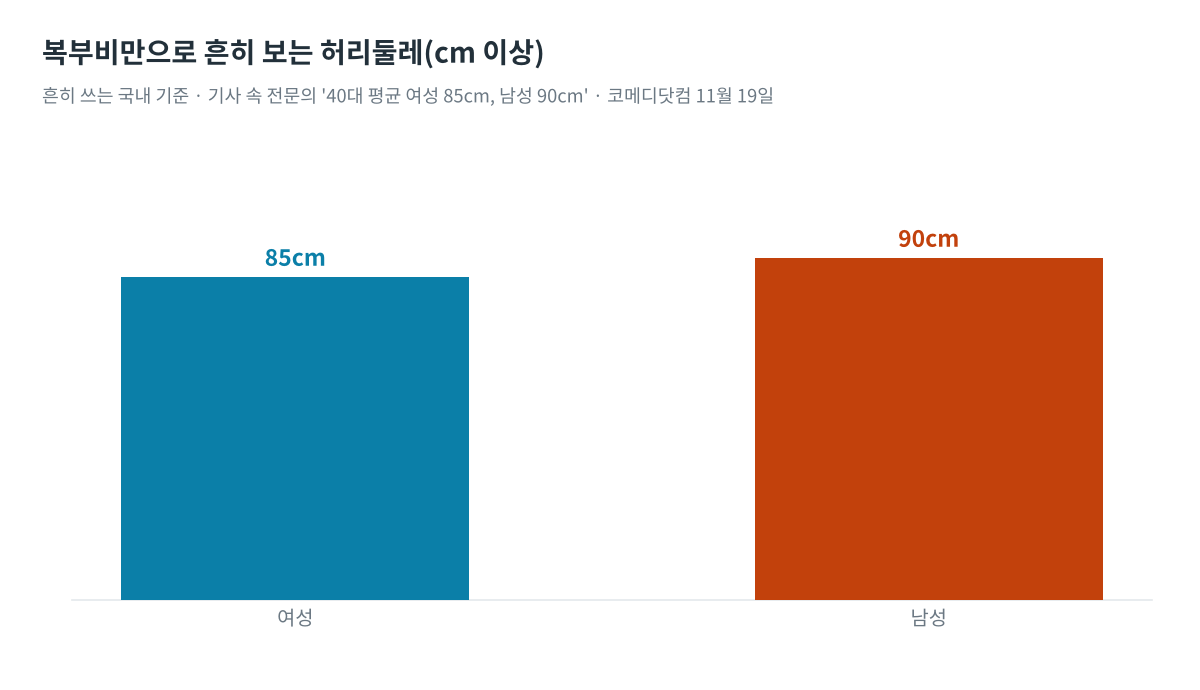 복부비만으로 흔히 보는 허리둘레(cm 이상)
흔히 쓰는 국내 기준 · 기사 속 전문의 '40대 평균 여성 85cm, 남성 90cm' · 코메디닷컴 11월 19일
85cm
90cm
여성
남성